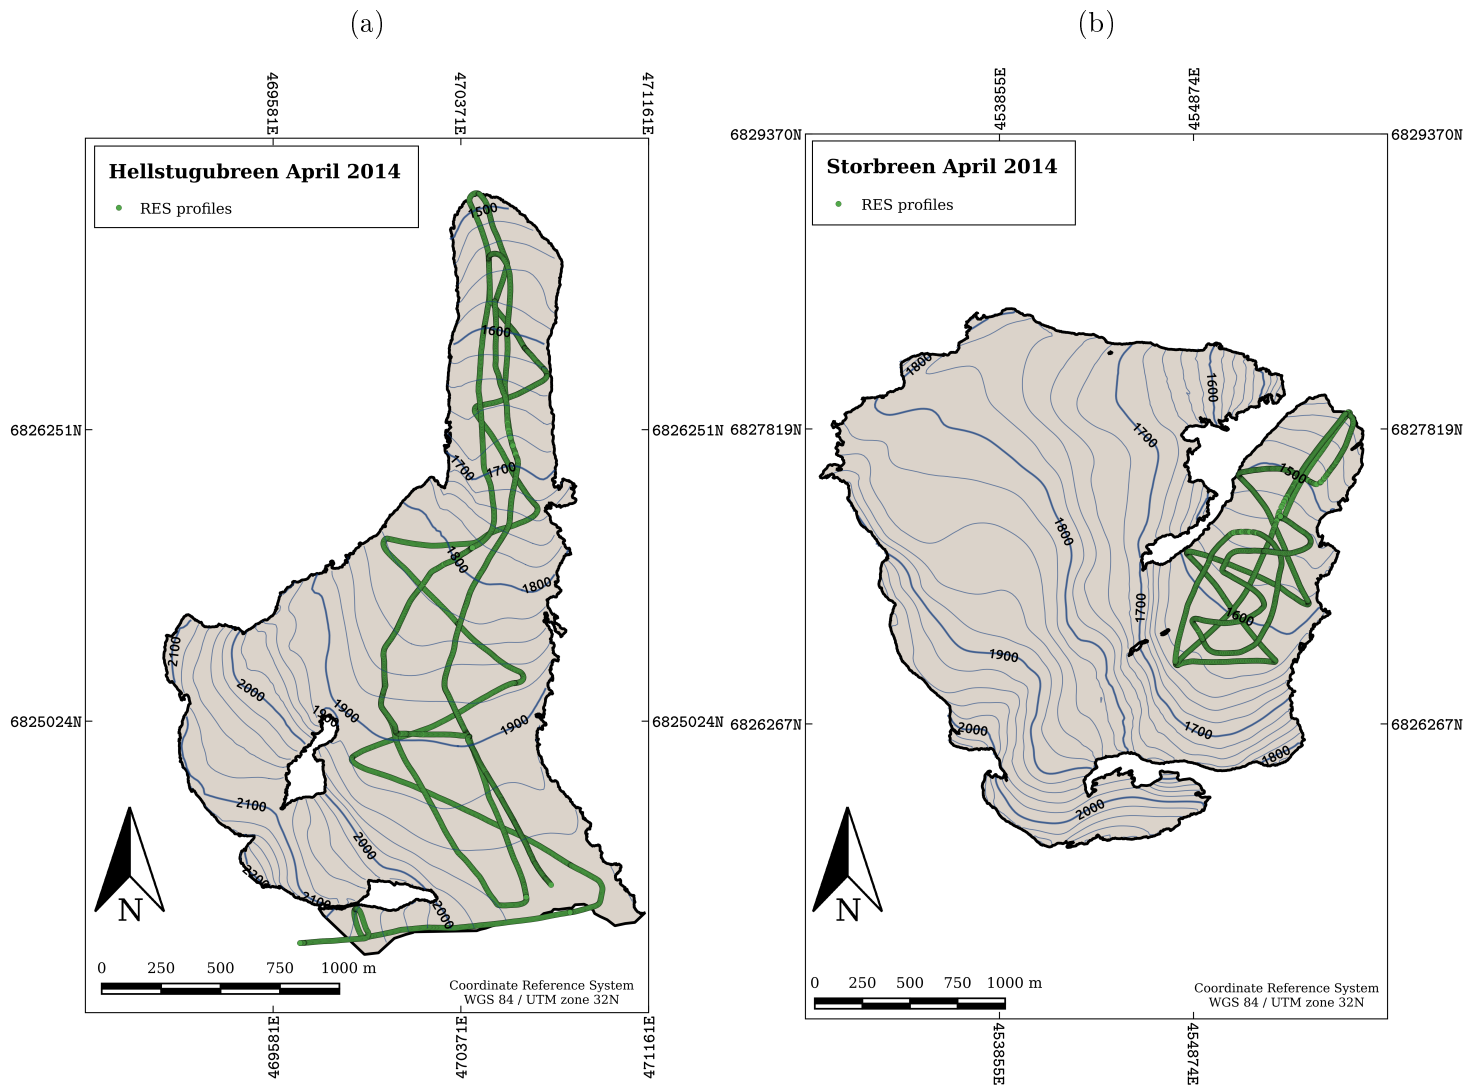 (a)
(b)
469581E
470371E
471161E
453855E
454874E
6829370N
6829370N
Hellstugubreen April 2014
RES profiles
Storbreen April 2014
RES profiles
1500
1600
1700
1700
1800
1800
2100
2000
1900
1900
1900
2100
2000
2200
2100
2000
1800
1600
1700
1500
1800
1700
1600
1900
2000
1700
1800
2000
6826251N
6826251N
6827819N
6827819N
6825024N
6825024N
6826267N
6826267N
N
N
0 250 500 750 1000 m
Coordinate Reference System
WGS 84 / UTM zone 32N
0 250 500 750 1000 m
Coordinate Reference System
WGS 84 / UTM zone 32N
469581E
470371E
471161E
453855E
454874E